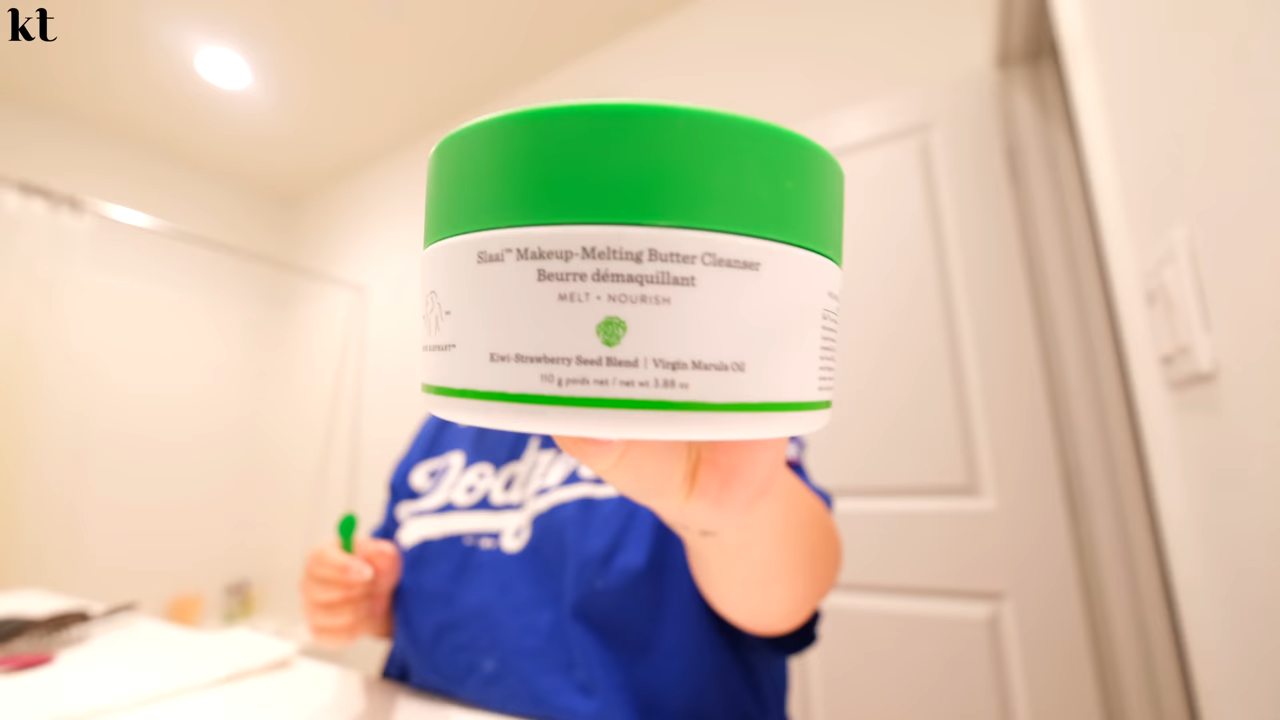 kt
Slaai™ Makeup-Melting Butter Cleanser
Beurre démaquillant
MELT • NOURISH
Kiwi-Strawberry Seed Blend | Virgin Marula Oil
110 g poids net / net wt 3.88 oz